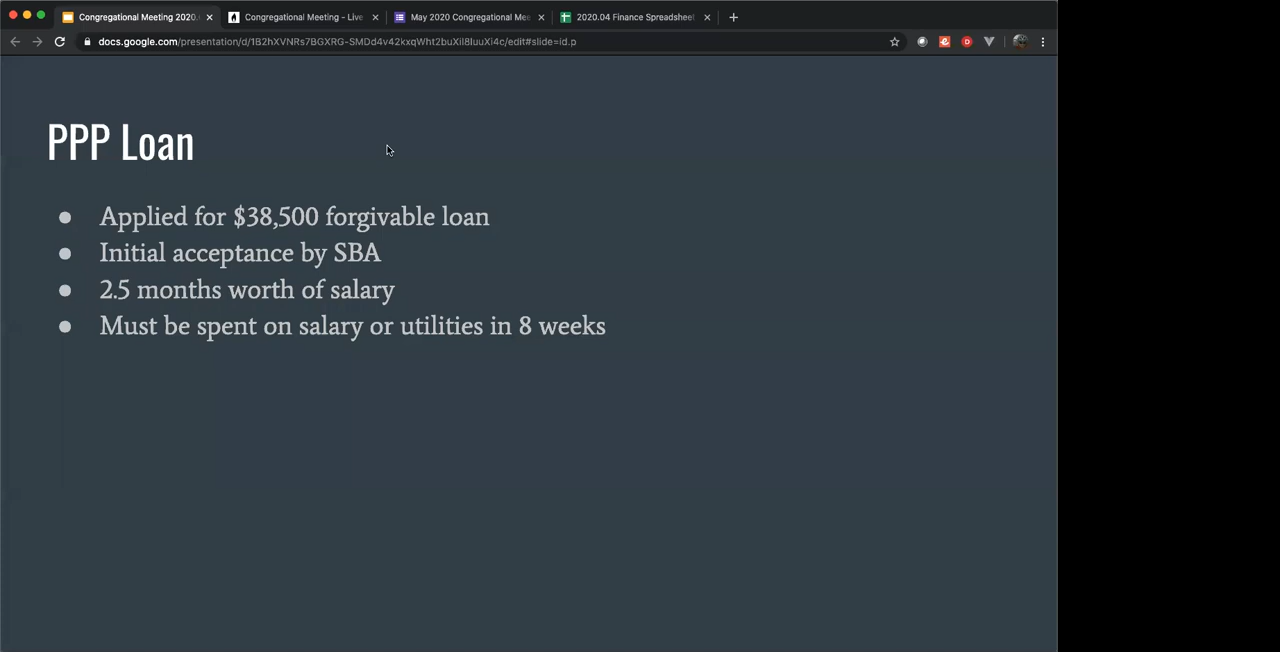 Congregational Meeting 2020.
Congregational Meeting – Live
May 2020 Congregational Mee
2020.04 Finance Spreadsheet
docs.google.com/presentation/d/1B2hXVNRs7BGXRG-SMDd4v42kxqWht2buXil8IuuXi4c/edit#slide=id.p
PPP Loan
● Applied for $38,500 forgivable loan
● Initial acceptance by SBA
● 2.5 months worth of salary
● Must be spent on salary or utilities in 8 weeks